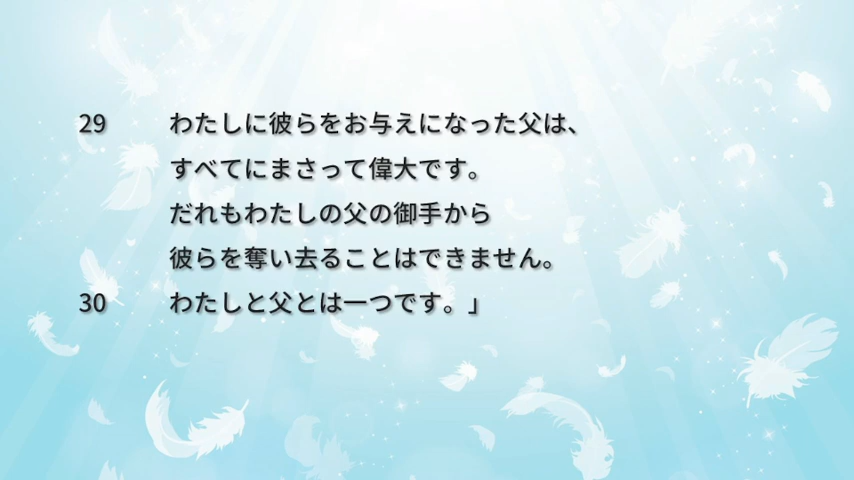 29 わたしに彼らをお与えになった父は、
すべてにまさって偉大です。
だれもわたしの父の御手から
彼らを奪い去ることはできません。
30 わたしと父とは一つです。」